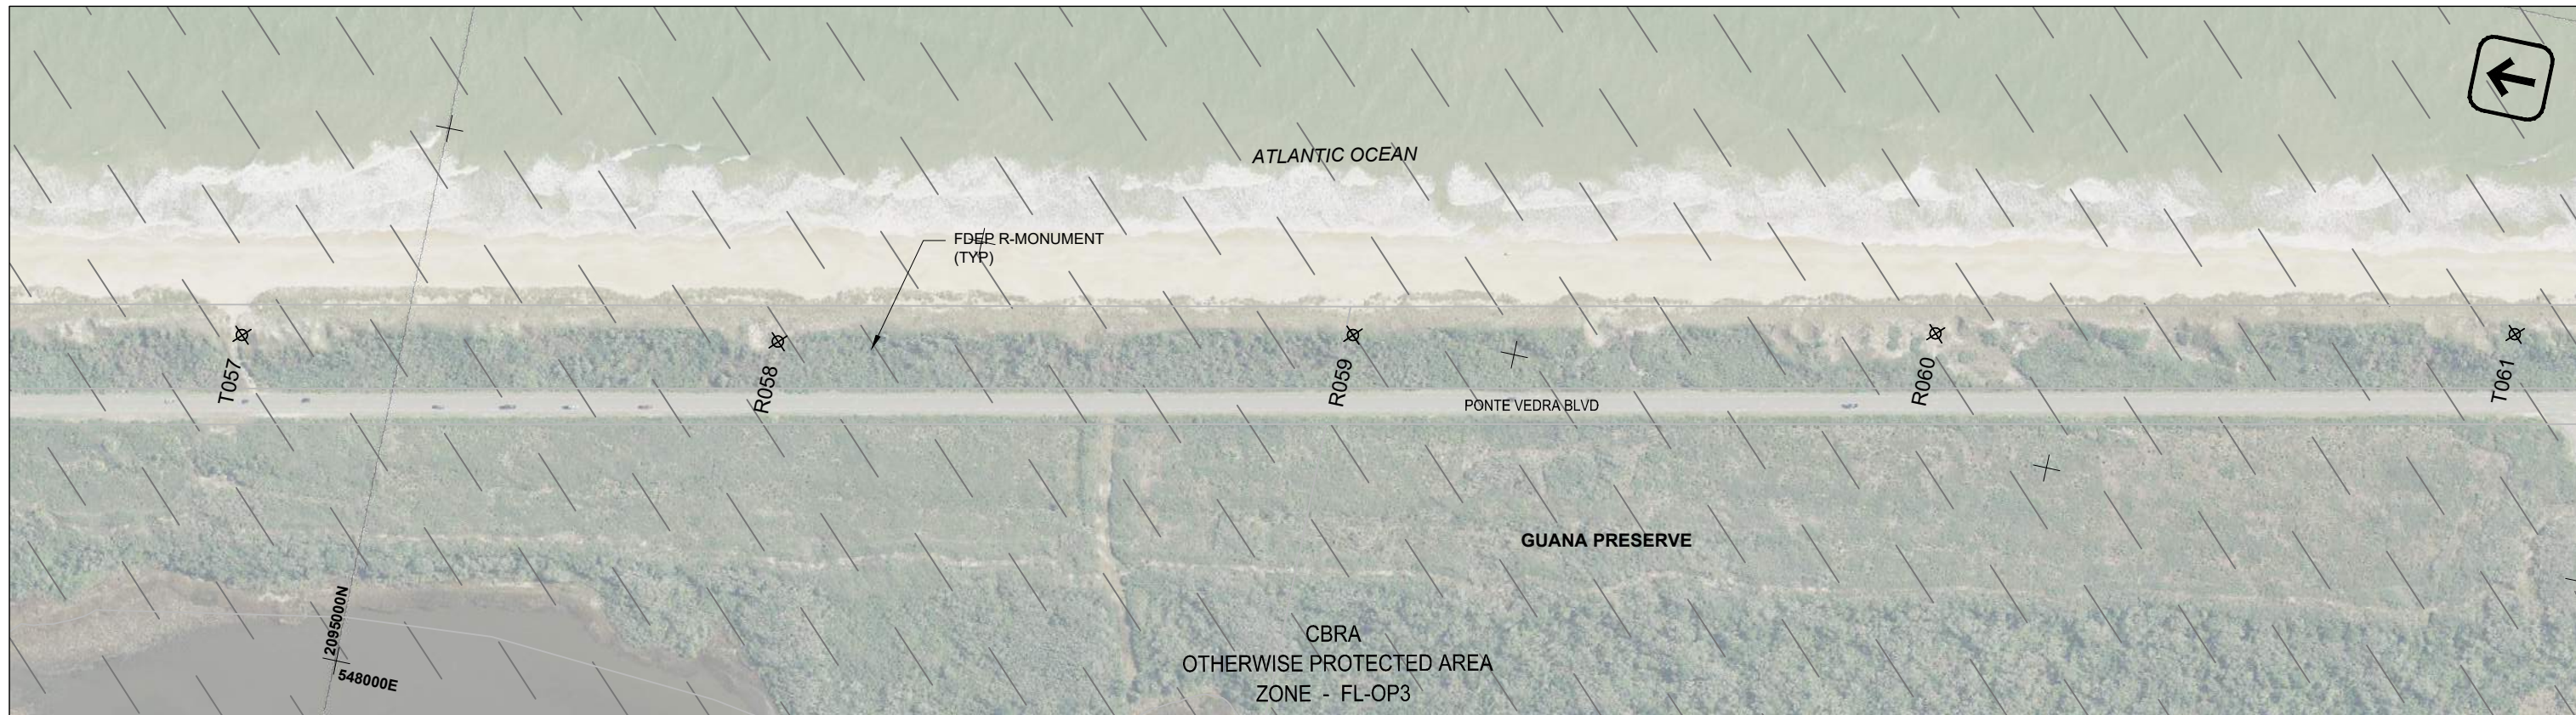 ATLANTIC OCEAN
FDEP R-MONUMENT
(TYP)
T057
R058
R059
R060
T061
PONTE VEDRA BLVD
GUANA PRESERVE
2095000N
548000E
CBRA
OTHERWISE PROTECTED AREA
ZONE - FL-OP3